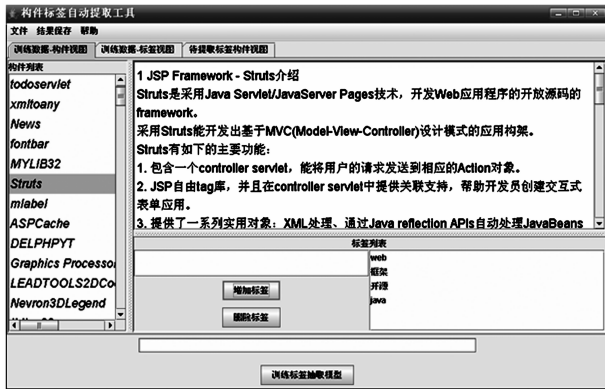 构件标签自动提取工具
文件 结果保存 帮助
训练数据-构件视图 训练数据-标签视图 待提取标签构件视图
构件列表
todoservlet
xmltoany
News
fontbar
MYLIB32
Struts
mlabel
ASPCache
DELPHPYT
Graphics Processor
LEADTOOLS2DCo
Nevron3DLegend
1 JSP Framework - Struts介绍
Struts是采用Java Servlet/JavaServer Pages技术，开发Web应用程序的开放源码的
framework。
采用Struts能开发出基于MVC(Model-View-Controller)设计模式的应用构架。
Struts有如下的主要功能：
1. 包含一个controller servlet，能将用户的请求发送到相应的Action对象。
2. JSP自由tag库，并且在controller servlet中提供关联支持，帮助开发员创建交互式
表单应用。
3. 提供了一系列实用对象：XML处理、通过Java reflection APIs自动处理JavaBeans
标签列表
web
框架
开源
java
增加标签
删除标签
训练标签抽取模型